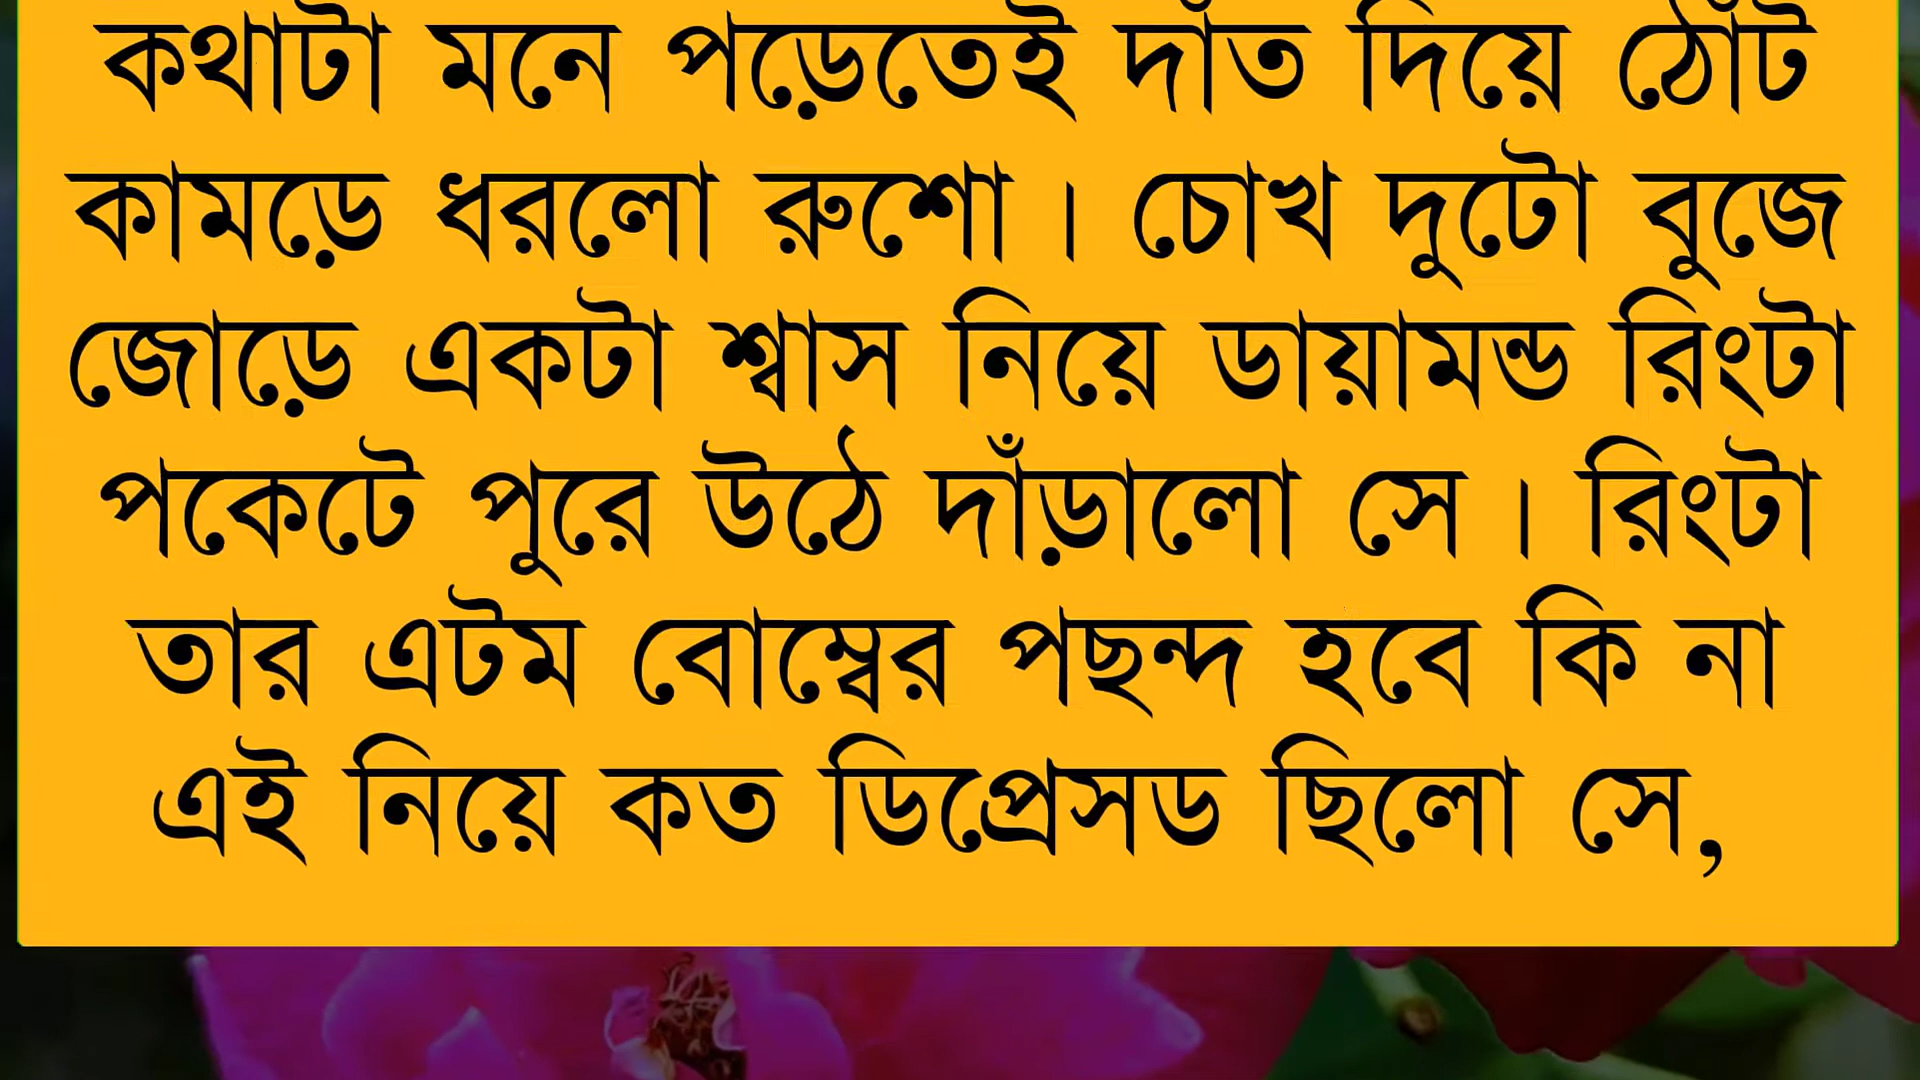 কথাটা মনে পড়েতেই দাঁত দিয়ে ঠোঁট
কামড়ে ধরলো রুশো। চোখ দুটো বুজে
জোড়ে একটা শ্বাস নিয়ে ডায়ামন্ড রিংটা
পকেটে পুরে উঠে দাঁড়ালো সে। রিংটা
তার এটম বোম্বের পছন্দ হবে কি না
এই নিয়ে কত ডিপ্রেসড ছিলো সে,